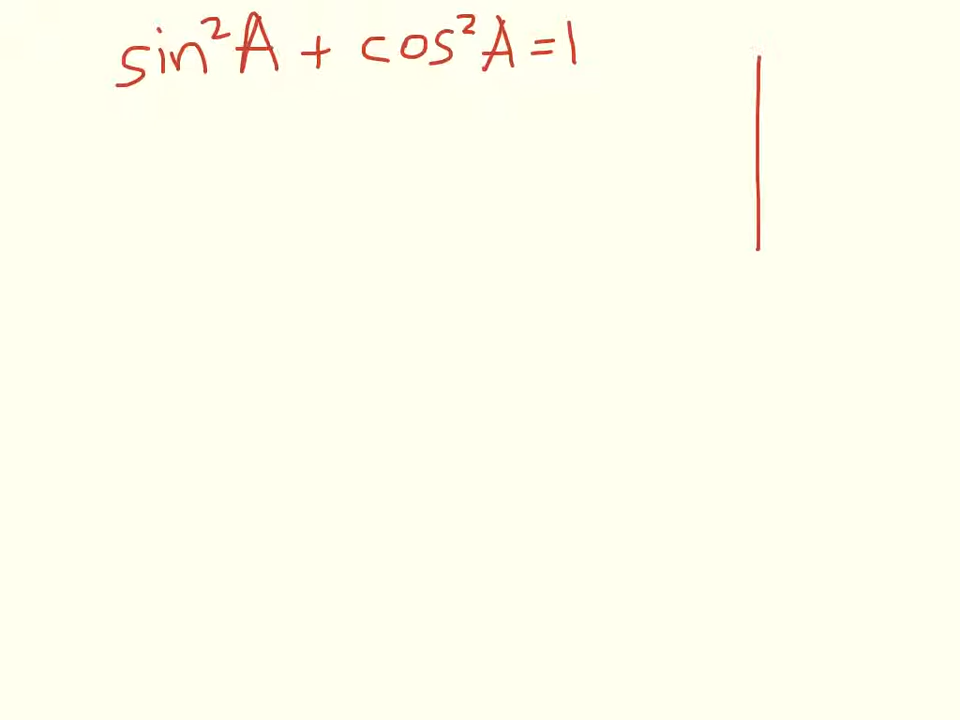 sin²A + cos²A = 1